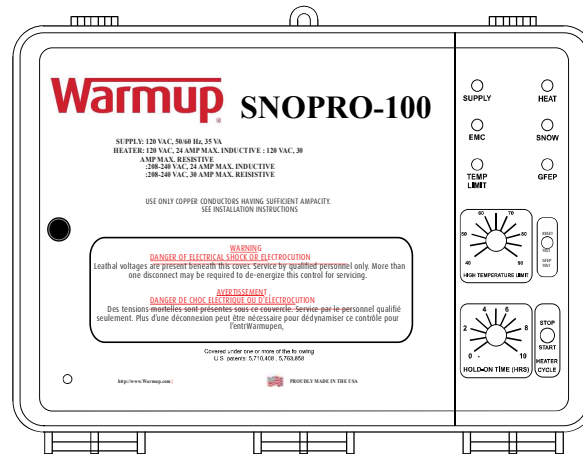 Warmup® SNOPRO-100
SUPPLY: 120 VAC, 50/60 Hz, 35 VA
HEATER: 120 VAC, 24 AMP MAX. INDUCTIVE : 120 VAC, 30
AMP MAX. RESISTIVE
:208-240 VAC, 24 AMP MAX. INDUCTIVE
:208-240 VAC, 30 AMP MAX. REISISTIVE
USE ONLY COPPER CONDUCTORS HAVING SUFFICIENT AMPACITY.
SEE INSTALLATION INSTRUCTIONS
WARNING
DANGER OF ELECTRICAL SHOCK OR ELECTROCUTION
Leathal voltages are present beneath this cover. Service by qualified personnel only. More than
one disconnect may be required to de-energize this control for servicing.
AVERTISSEMENT :
DANGER DE CHOC ELECTRIQUE OU D'ELECTROCUTION
Des tension mortelles sont présentes sous ce couvercle. Service par le personnel qualifié
seulement. Plus d'une déconnexion peut être nécessaire pour dédynamiser ce contrôle pour
l'entrWarmupen,
Covered under one or more of the following
U S patents: 5,710,408 , 5,763,858
http://www.Warmup.com
PROUDLY MADE IN THE USA
SUPPLY
HEAT
EMC
SNOW
TEMP
LIMIT
GFEP
60 70
50 80
40 90
HIGH TEMPERATURE LIMIT
RESET
TEST
GFEP
FAULT
4 6
2 8
0 10
HOLD-ON TIME (HRS)
STOP
START
HEATER
CYCLE